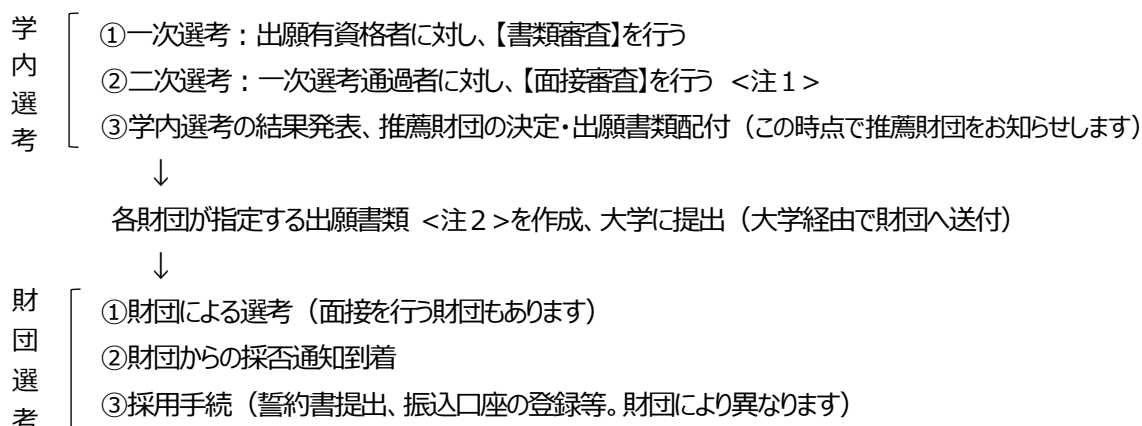 学内選考
①一次選考：出願有資格者に対し、【書類審査】を行う
②二次選考：一次選考通過者に対し、【面接審査】を行う <注１>
③学内選考の結果発表、推薦財団の決定・出願書類配付（この時点で推薦財団をお知らせします）
↓
各財団が指定する出願書類 <注２>を作成、大学に提出（大学経由で財団へ送付）
↓
財団選考
①財団による選考（面接を行う財団もあります）
②財団からの採否通知到着
③採用手続（誓約書提出、振込口座の登録等。財団により異なります）